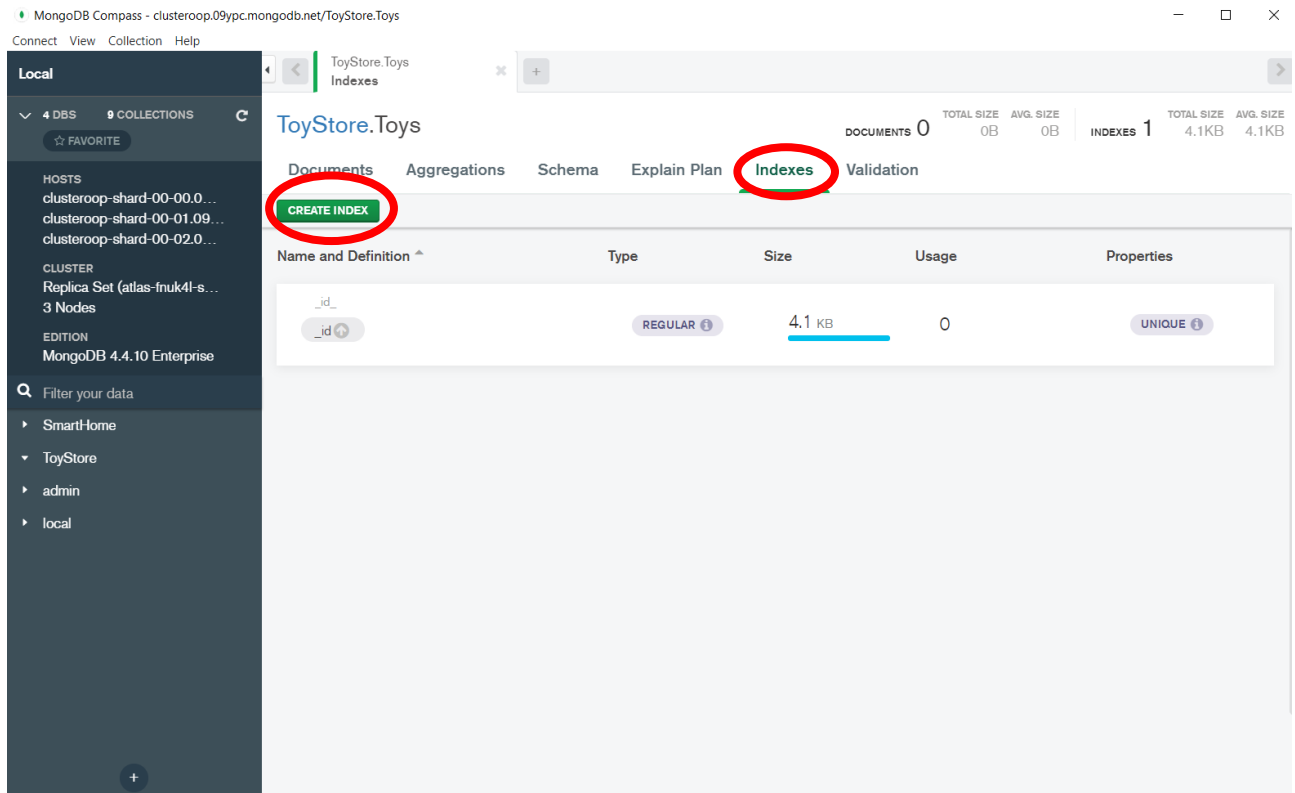 MongoDB Compass - clusteroop.09ypc.mongodb.net/ToyStore.Toys
Connect View Collection Help
Local
4 DBS 9 COLLECTIONS
FAVORITE
HOSTS
clusteroop-shard-00-00.0...
clusteroop-shard-00-01.09...
clusteroop-shard-00-02.0...
CLUSTER
Replica Set (atlas-fnuk4l-s...
3 Nodes
EDITION
MongoDB 4.4.10 Enterprise
Filter your data
SmartHome
ToyStore
admin
local
+
ToyStore.Toys
Indexes
+
ToyStore.Toys
DOCUMENTS 0
TOTAL SIZE AVG. SIZE
0B 0B
INDEXES 1
TOTAL SIZE AVG. SIZE
4.1KB 4.1KB
Documents Aggregations Schema Explain Plan Indexes Validation
CREATE INDEX
Name and Definition Type Size Usage Properties
_id_
_id REGULAR 4.1 KB 0 UNIQUE